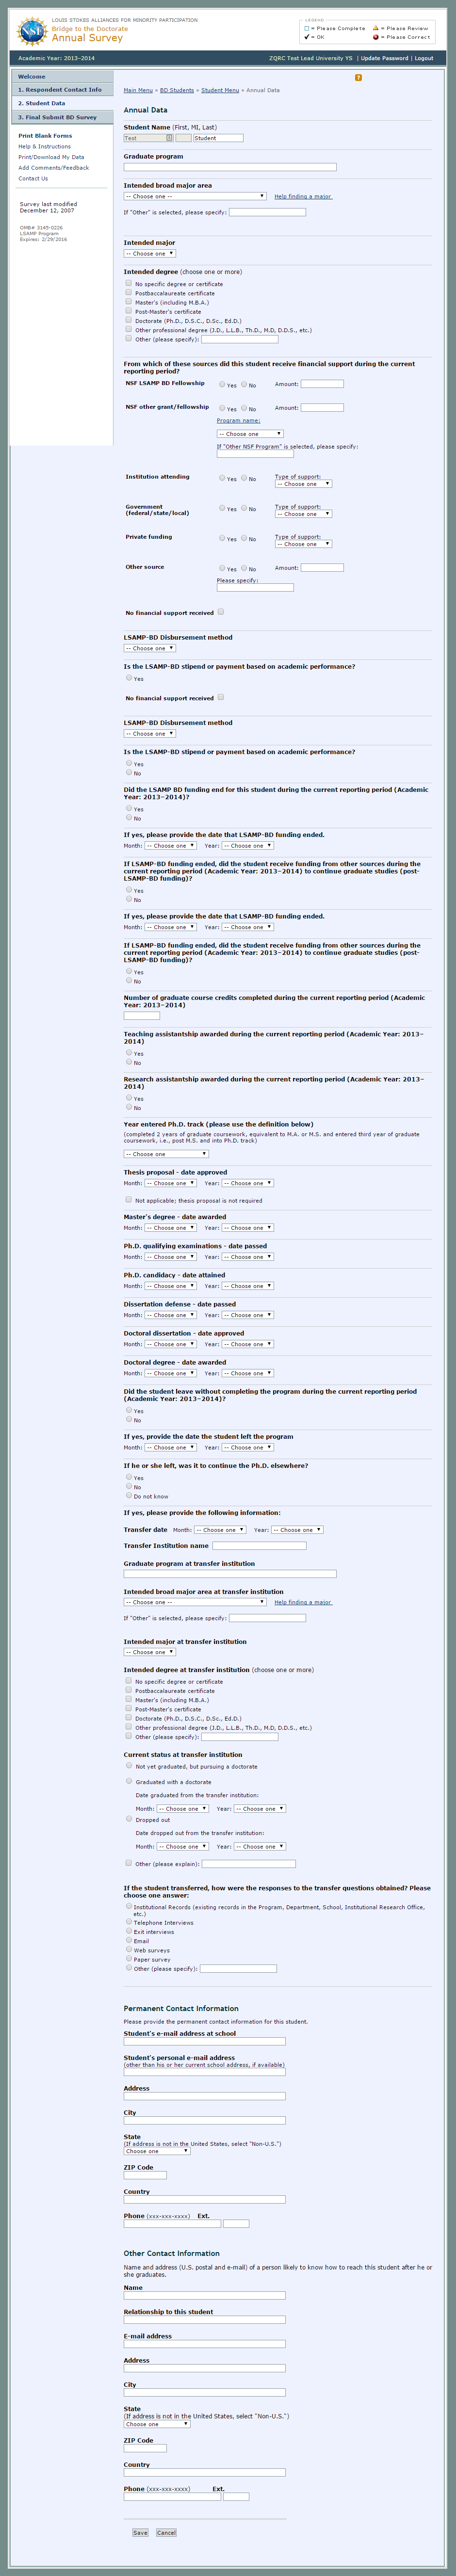 LOUIS STOKES ALLIANCES FOR MINORITY PARTICIPATION
Bridge to the Doctorate
Annual Survey
NSF
LEGEND
= Please Complete
= Please Review
= OK
= Please Correct
Academic Year: 2013–2014
ZQRC Test Lead University YS | Update Password | Logout
Welcome
1. Respondent Contact Info
2. Student Data
3. Final Submit BD Survey
Print Blank Forms
Help & Instructions
Print/Download My Data
Add Comments/Feedback
Contact Us
Survey last modified
December 12, 2007
OMB# 3145-0226
LSAMP Program
Expires: 2/29/2016
?
Main Menu » BD Students » Student Menu » Annual Data
Annual Data
Student Name (First, MI, Last)
Test Student
Graduate program
Intended broad major area
-- Choose one -- Help finding a major
If "Other" is selected, please specify:
Intended major
-- Choose one
Intended degree (choose one or more)
No specific degree or certificate
Postbaccalaureate certificate
Master's (including M.B.A.)
Post-Master's certificate
Doctorate (Ph.D., D.S.C., D.Sc., Ed.D.)
Other professional degree (J.D., L.L.B., Th.D., M.D, D.D.S., etc.)
Other (please specify):
From which of these sources did this student receive financial support during the current
reporting period?
NSF LSAMP BD Fellowship Yes No Amount:
NSF other grant/fellowship Yes No Amount:
Program name:
-- Choose one
If "Other NSF Program" is selected, please specify:
Institution attending Yes No Type of support:
-- Choose one
Government
(federal/state/local) Yes No Type of support:
-- Choose one
Private funding Yes No Type of support:
-- Choose one
Other source Yes No Amount:
Please specify:
No financial support received
LSAMP-BD Disbursement method
-- Choose one
Is the LSAMP-BD stipend or payment based on academic performance?
Yes
No financial support received
LSAMP-BD Disbursement method
-- Choose one
Is the LSAMP-BD stipend or payment based on academic performance?
Yes
No
Did the LSAMP BD funding end for this student during the current reporting period (Academic
Year: 2013–2014)?
Yes
No
If yes, please provide the date that LSAMP-BD funding ended.
Month: -- Choose one Year: -- Choose one
If LSAMP-BD funding ended, did the student receive funding from other sources during the
current reporting period (Academic Year: 2013–2014) to continue graduate studies (post-
LSAMP-BD funding)?
Yes
No
If yes, please provide the date that LSAMP-BD funding ended.
Month: -- Choose one Year: -- Choose one
If LSAMP-BD funding ended, did the student receive funding from other sources during the
current reporting period (Academic Year: 2013–2014) to continue graduate studies (post-
LSAMP-BD funding)?
Yes
No
Number of graduate course credits completed during the current reporting period (Academic
Year: 2013–2014)
Teaching assistantship awarded during the current reporting period (Academic Year: 2013–
2014)
Yes
No
Research assistantship awarded during the current reporting period (Academic Year: 2013–
2014)
Yes
No
Year entered Ph.D. track (please use the definition below)
(completed 2 years of graduate coursework, equivalent to M.A. or M.S. and entered third year of graduate
coursework, i.e., post M.S. and into Ph.D. track)
-- Choose one
Thesis proposal - date approved
Month: -- Choose one Year: -- Choose one
Not applicable; thesis proposal is not required
Master's degree - date awarded
Month: -- Choose one Year: -- Choose one
Ph.D. qualifying examinations - date passed
Month: -- Choose one Year: -- Choose one
Ph.D. candidacy - date attained
Month: -- Choose one Year: -- Choose one
Dissertation defense - date passed
Month: -- Choose one Year: -- Choose one
Doctoral dissertation - date approved
Month: -- Choose one Year: -- Choose one
Doctoral degree - date awarded
Month: -- Choose one Year: -- Choose one
Did the student leave without completing the program during the current reporting period
(Academic Year: 2013–2014)?
Yes
No
If yes, provide the date the student left the program
Month: -- Choose one Year: -- Choose one
If he or she left, was it to continue the Ph.D. elsewhere?
Yes
No
Do not know
If yes, please provide the following information:
Transfer date Month: -- Choose one Year: -- Choose one
Transfer Institution name
Graduate program at transfer institution
Intended broad major area at transfer institution
-- Choose one -- Help finding a major
If "Other" is selected, please specify:
Intended major at transfer institution
-- Choose one
Intended degree at transfer institution (choose one or more)
No specific degree or certificate
Postbaccalaureate certificate
Master's (including M.B.A.)
Post-Master's certificate
Doctorate (Ph.D., D.S.C., D.Sc., Ed.D.)
Other professional degree (J.D., L.L.B., Th.D., M.D, D.D.S., etc.)
Other (please specify):
Current status at transfer institution
Not yet graduated, but pursuing a doctorate
Graduated with a doctorate
Date graduated from the transfer institution:
Month: -- Choose one Year: -- Choose one
Dropped out
Date dropped out from the transfer institution:
Month: -- Choose one Year: -- Choose one
Other (please explain):
If the student transferred, how were the responses to the transfer questions obtained? Please
choose one answer:
Institutional Records (existing records in the Program, Department, School, Institutional Research Office,
etc.)
Telephone Interviews
Exit interviews
Email
Web surveys
Paper survey
Other (please specify):
Permanent Contact Information
Please provide the permanent contact information for this student.
Student's e-mail address at school
Student's personal e-mail address
(other than his or her current school address, if available)
Address
City
State
(If address is not in the United States, select "Non-U.S.")
Choose one
ZIP Code
Country
Phone (xxx-xxx-xxxx) Ext.
Other Contact Information
Name and address (U.S. postal and e-mail) of a person likely to know how to reach this student after he or
she graduates.
Name
Relationship to this student
E-mail address
Address
City
State
(If address is not in the United States, select "Non-U.S.")
Choose one
ZIP Code
Country
Phone (xxx-xxx-xxxx) Ext.
Save Cancel